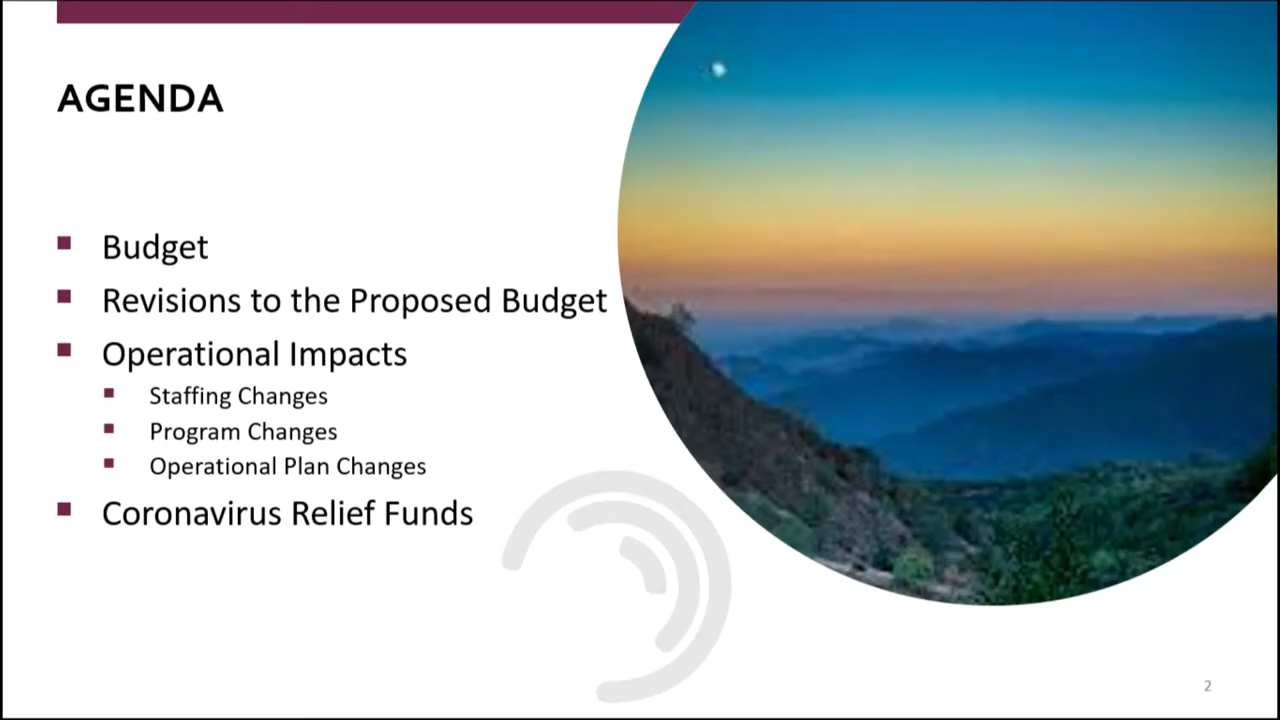 AGENDA
Budget
Revisions to the Proposed Budget
Operational Impacts
Staffing Changes
Program Changes
Operational Plan Changes
Coronavirus Relief Funds
2